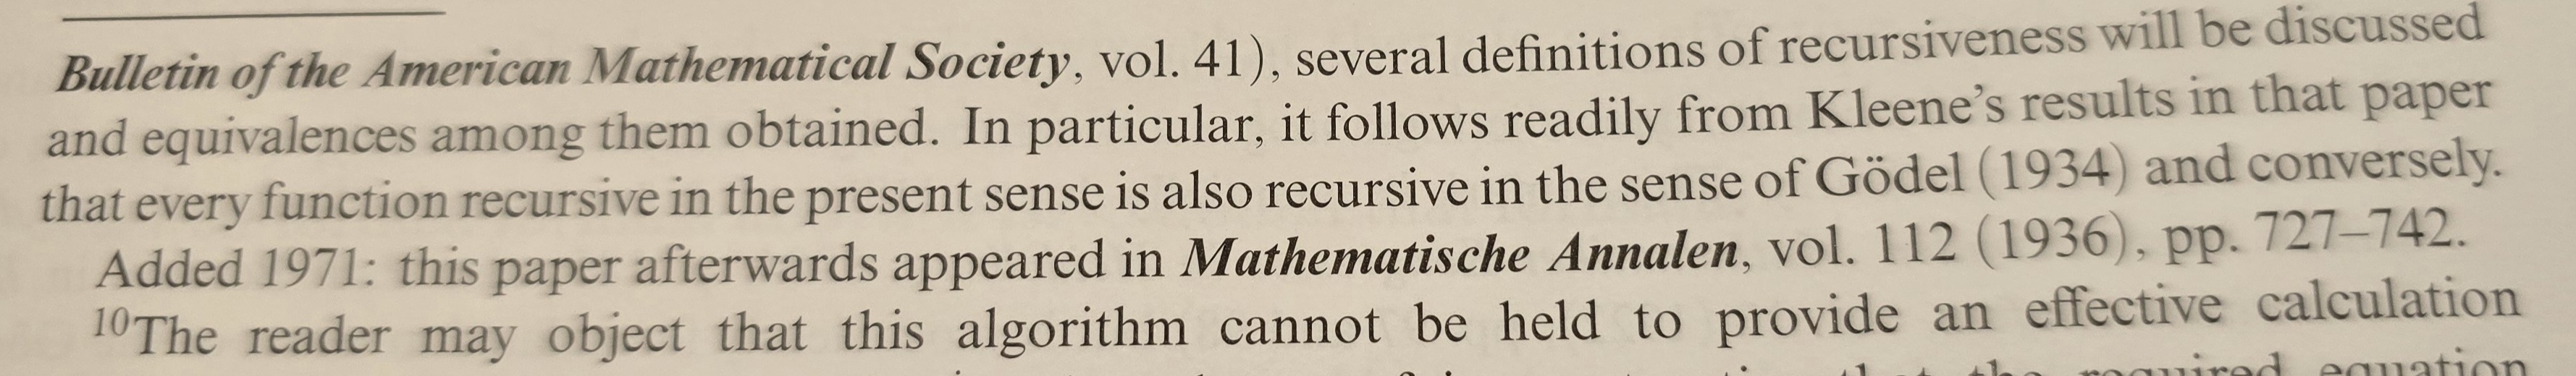 Bulletin of the American Mathematical Society, vol. 41), several definitions of recursiveness will be discussed
and equivalences among them obtained. In particular, it follows readily from Kleene's results in that paper
that every function recursive in the present sense is also recursive in the sense of Gödel (1934) and conversely.
Added 1971: this paper afterwards appeared in Mathematische Annalen, vol. 112 (1936), pp. 727–742.
10The reader may object that this algorithm cannot be held to provide an effective calculation
that the required equation